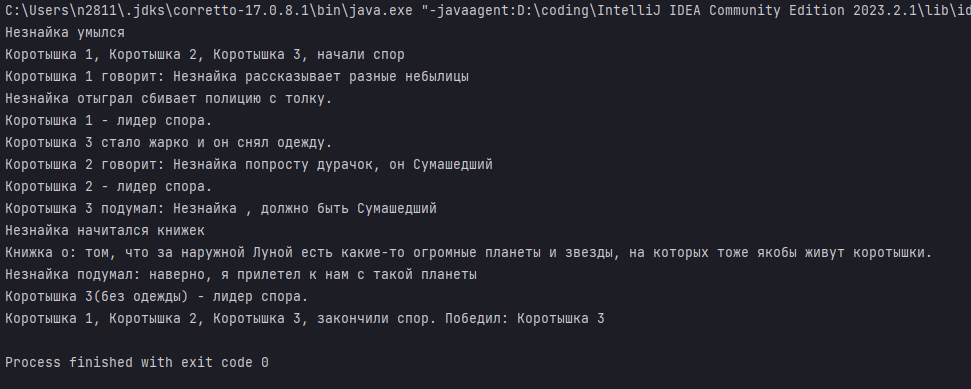 C:\Users\n2811\.jdks\corretto-17.0.8.1\bin\java.exe "-javaagent:D:\coding\IntelliJ IDEA Community Edition 2023.2.1\lib\id
Незнайка умылся
Коротышка 1, Коротышка 2, Коротышка 3, начали спор
Коротышка 1 говорит: Незнайка рассказывает разные небылицы
Незнайка отыграл сбивает полицию с толку.
Коротышка 1 - лидер спора.
Коротышка 3 стало жарко и он снял одежду.
Коротышка 2 говорит: Незнайка попросту дурачок, он Сумашедший
Коротышка 2 - лидер спора.
Коротышка 3 подумал: Незнайка , должно быть Сумашедший
Незнайка начитался книжек
Книжка о: том, что за наружной Луной есть какие-то огромные планеты и звезды, на которых тоже якобы живут коротышки.
Незнайка подумал: наверно, я прилетел к нам с такой планеты
Коротышка 3(без одежды) - лидер спора.
Коротышка 1, Коротышка 2, Коротышка 3, закончили спор. Победил: Коротышка 3
Process finished with exit code 0